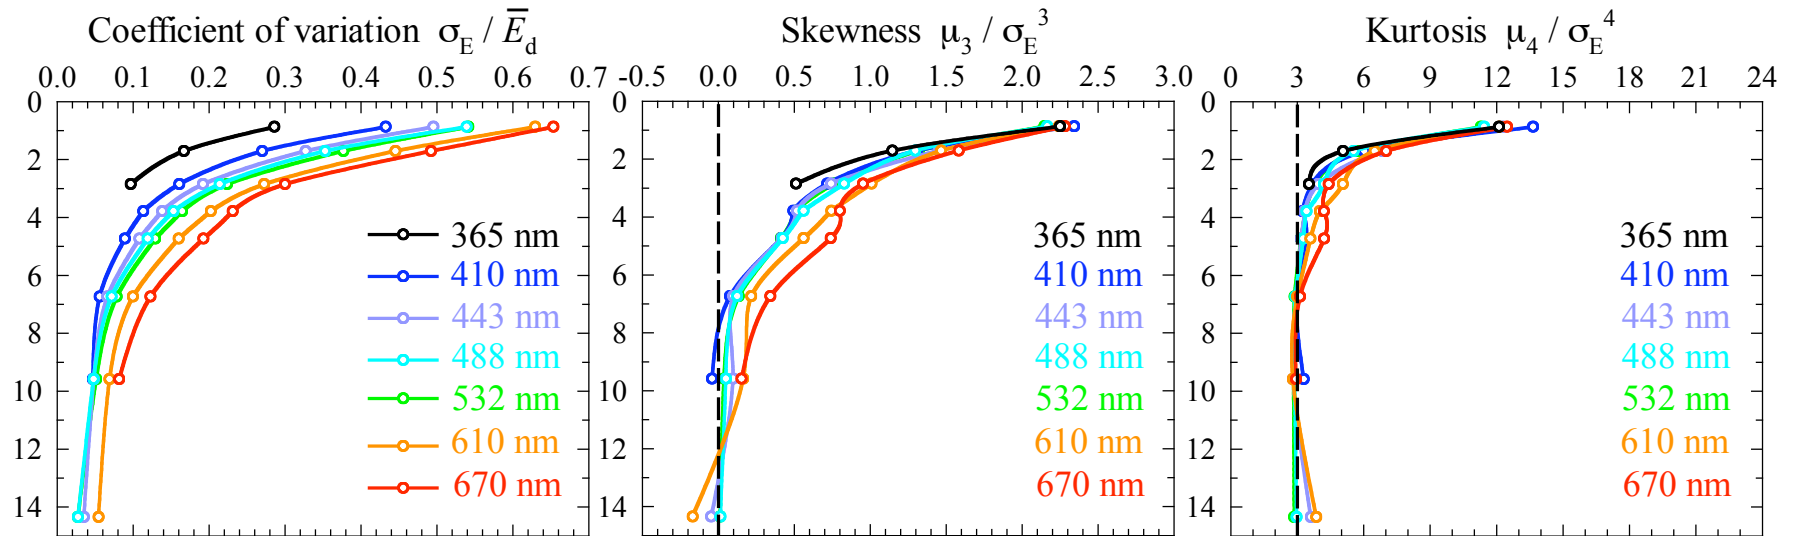 Coefficient of variation σE / E̅d
0.0 0.1 0.2 0.3 0.4 0.5 0.6 0.7
0
2
4
6
8
10
12
14
365 nm
410 nm
443 nm
488 nm
532 nm
610 nm
670 nm
Skewness μ3 / σE^3
-0.5 0.0 0.5 1.0 1.5 2.0 2.5 3.0
0
2
4
6
8
10
12
14
365 nm
410 nm
443 nm
488 nm
532 nm
610 nm
670 nm
Kurtosis μ4 / σE^4
0 3 6 9 12 15 18 21 24
0
2
4
6
8
10
12
14
365 nm
410 nm
443 nm
488 nm
532 nm
610 nm
670 nm